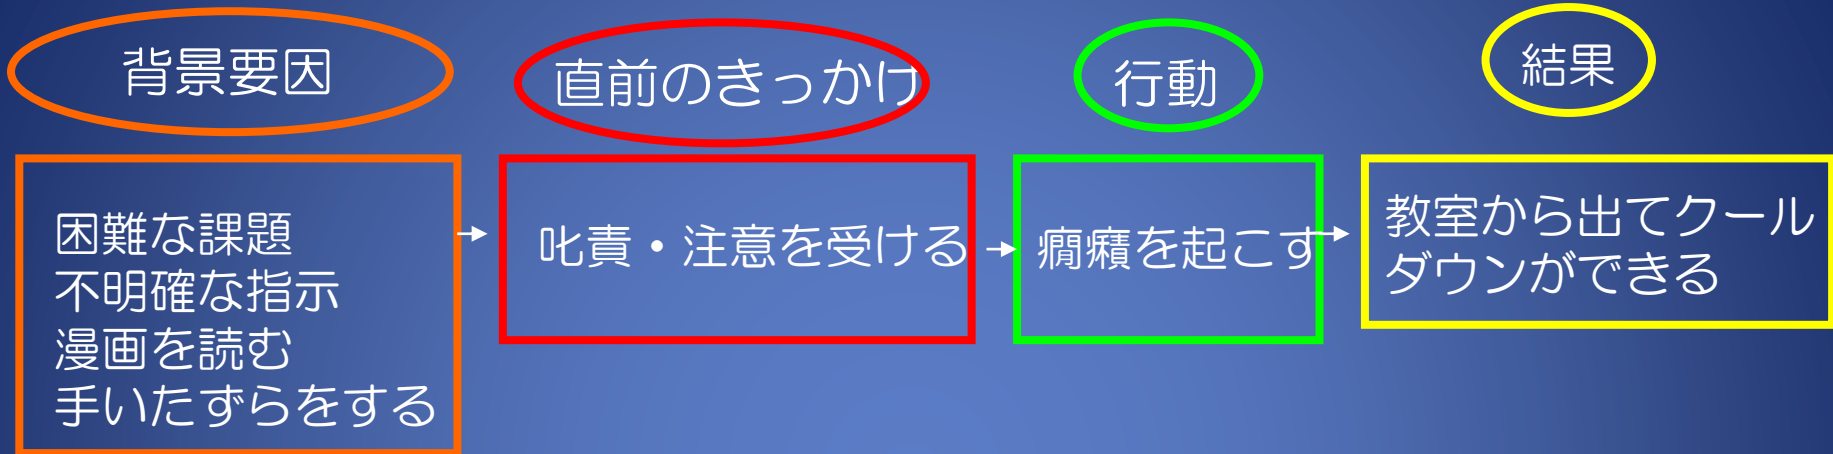 背景要因
直前のきっかけ
行動
結果
困難な課題
不明確な指示
漫画を読む
手いたずらをする
叱責・注意を受ける
癇癪を起こす
教室から出てクール
ダウンができる